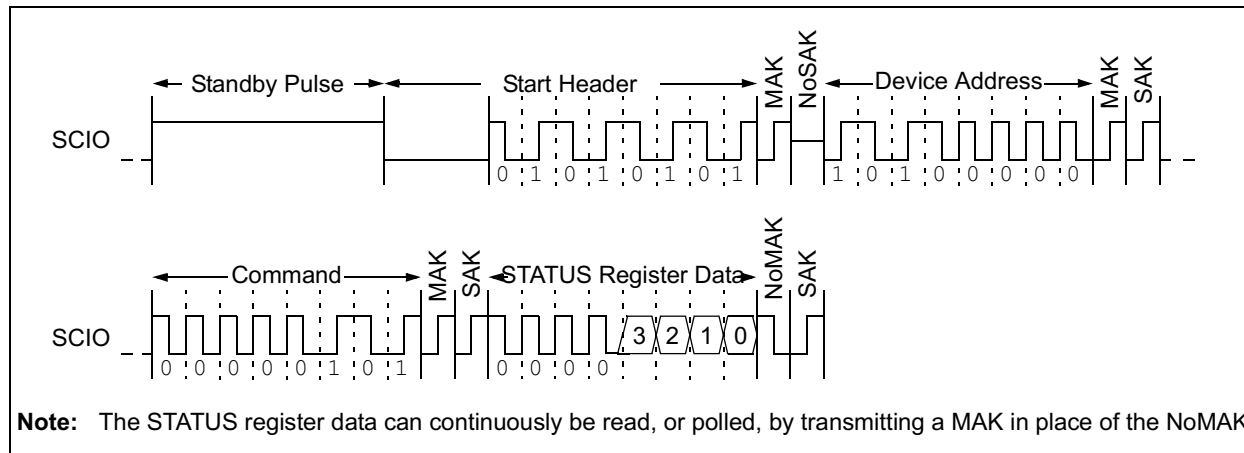 Standby Pulse Start Header MAK NoSAK Device Address MAK SAK
SCIO
0 1 0 1 0 1 0 1 1 0 1 0 0 0 0 0
Command MAK SAK STATUS Register Data NoMAK SAK
SCIO
3 2 1 0
0 0 0 0 0 1 0 1 0 0 0 0
Note: The STATUS register data can continuously be read, or polled, by transmitting a MAK in place of the NoMAK